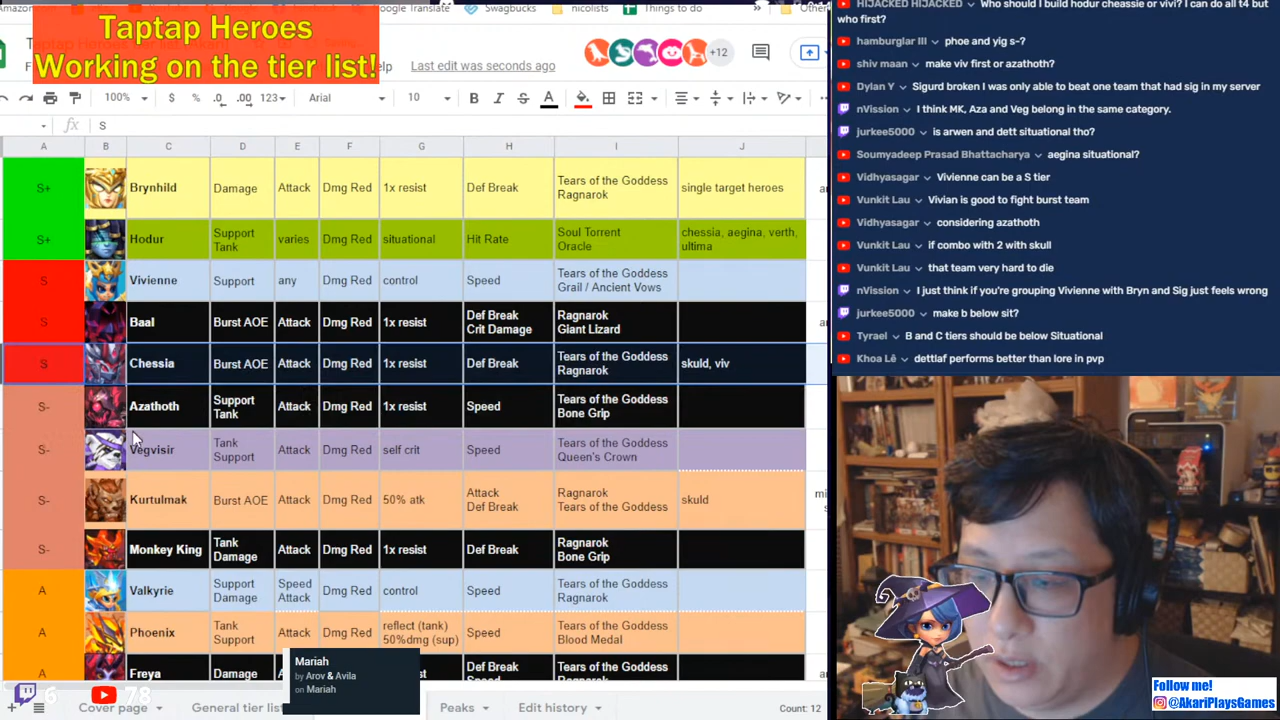 Taptap Heroes
Working on the tier list!
Google Translate
Swagbucks
nicolists
Things to do
+12
Last edit was seconds ago
100%
$ % .0 .00 123
Arial
10
B I S A
fx S
A B C D E F G H I J
S+ Brynhild Damage Attack Dmg Red 1x resist Def Break Tears of the Goddess Ragnarok single target heroes
S+ Hodur Support Tank varies Dmg Red situational Hit Rate Soul Torrent Oracle chessia, aegina, verth, ultima
S Vivienne Support any Dmg Red control Speed Tears of the Goddess Grail / Ancient Vows
S Baal Burst AOE Attack Dmg Red 1x resist Def Break Crit Damage Ragnarok Giant Lizard
S Chessia Burst AOE Attack Dmg Red 1x resist Def Break Tears of the Goddess Ragnarok skuld, viv
S- Azathoth Support Tank Attack Dmg Red 1x resist Speed Tears of the Goddess Bone Grip
S- Vegvisir Tank Support Attack Dmg Red self crit Speed Tears of the Goddess Queen's Crown
S- Kurtulmak Burst AOE Attack Dmg Red 50% atk Attack Def Break Ragnarok Tears of the Goddess skuld
S- Monkey King Tank Damage Attack Dmg Red 1x resist Def Break Ragnarok Bone Grip
A Valkyrie Support Damage Speed Attack Dmg Red control Speed Tears of the Goddess Ragnarok
A Phoenix Tank Support Attack Dmg Red reflect (tank) 50%dmg (sup) Speed Tears of the Goddess Blood Medal
A Freya Damage Def Break Tears of the Goddess
Mariah
by Arov & Avila
on Mariah
6 78
Cover page
General tier list
Peaks
Edit history
Count: 12
HIJACKED HIJACKED Who should I build hodur cheassie or vivi? I can do all t4 but
who first?
hamburglar III phoe and yig s-?
shiv maan make viv first or azathoth?
Dylan Y Sigurd broken I was only able to beat one team that had sig in my server
nVission I think MK, Aza and Veg belong in the same category.
jurkee5000 is arwen and dett situational tho?
Soumyadeep Prasad Bhattacharya aegina situational?
Vidhyasagar Vivienne can be a S tier
Vunkit Lau Vivian is good to fight burst team
Vidhyasagar considering azathoth
Vunkit Lau if combo with 2 with skull
Vunkit Lau that team very hard to die
nVission I just think if you're grouping Vivienne with Bryn and Sig just feels wrong
jurkee5000 make b below sit?
Tyrael B and C tiers should be below Situational
Khoa Lê dettlaf performs better than lore in pvp
Follow me!
@AkariPlaysGames